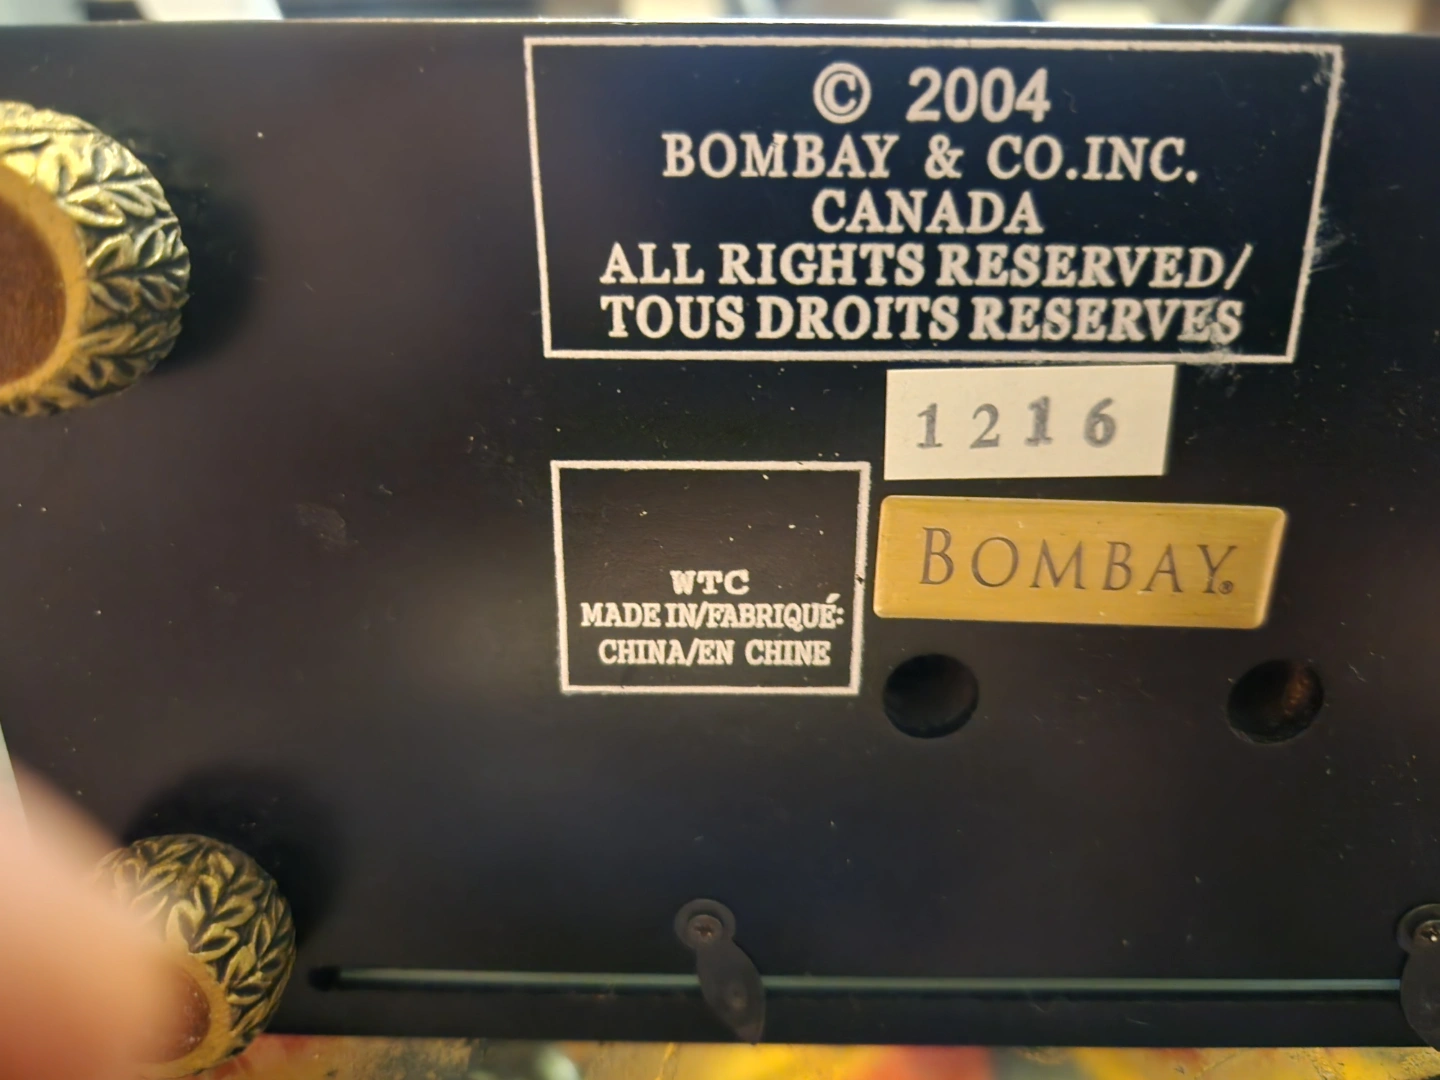 © 2004
BOMBAY & CO.INC.
CANADA
ALL RIGHTS RESERVED/
TOUS DROITS RESERVES
1216
BOMBAY®
WTC
MADE IN/FABRIQUÉ:
CHINA/EN CHINE